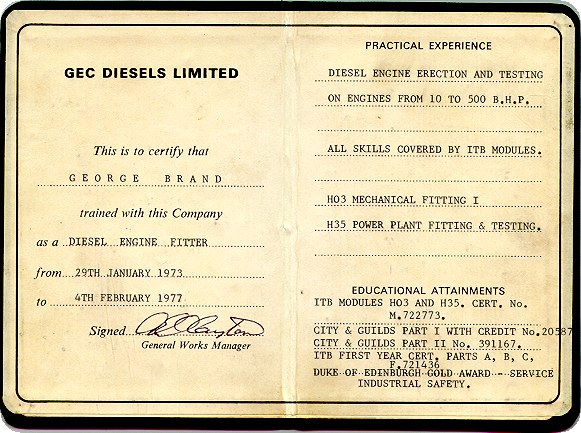 GEC DIESELS LIMITED
This is to certify that
GEORGE BRAND
trained with this Company
as a DIESEL ENGINE FITTER
from 29TH JANUARY 1973
to 4TH FEBRUARY 1977
Signed
General Works Manager
PRACTICAL EXPERIENCE
DIESEL ENGINE ERECTION AND TESTING
ON ENGINES FROM 10 TO 500 B.H.P.
ALL SKILLS COVERED BY ITB MODULES.
HO3 MECHANICAL FITTING I
H35 POWER PLANT FITTING & TESTING.
EDUCATIONAL ATTAINMENTS
ITB MODULES HO3 AND H35. CERT. No.
M.722773.
CITY & GUILDS PART I WITH CREDIT No.20587
CITY & GUILDS PART II No. 391167.
ITB FIRST YEAR CERT. PARTS A, B, C,
F.721436
DUKE OF EDINBURGH GOLD AWARD - SERVICE
INDUSTRIAL SAFETY.